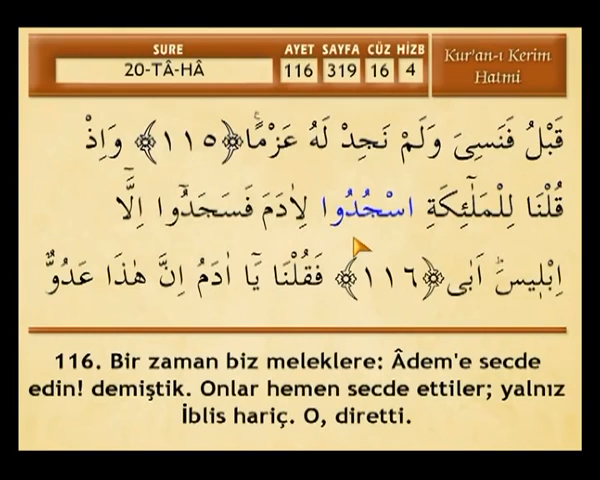 SURE AYET SAYFA CÜZ HİZB
20-TÂ-HÂ 116 319 16 4
Kur'an-ı Kerim
Hatmi
قَبْلُ فَنَسِىَ وَلَمْ نَجِدْ لَهُ عَزْمًاۚ ﴿١١٥﴾ وَاِذْ
قُلْنَا لِلْمَلٰٓئِكَةِ اسْجُدُوا لِاٰدَمَ فَسَجَدُٓوا اِلَّٓا
اِبْلٖيسَۜ اَبٰى ﴿١١٦﴾ فَقُلْنَا يَٓا اٰدَمُ اِنَّ هٰذَا عَدُوٌّ
116. Bir zaman biz meleklere: Âdem'e secde
edin! demiştik. Onlar hemen secde ettiler; yalnız
İblis hariç. O, diretti.